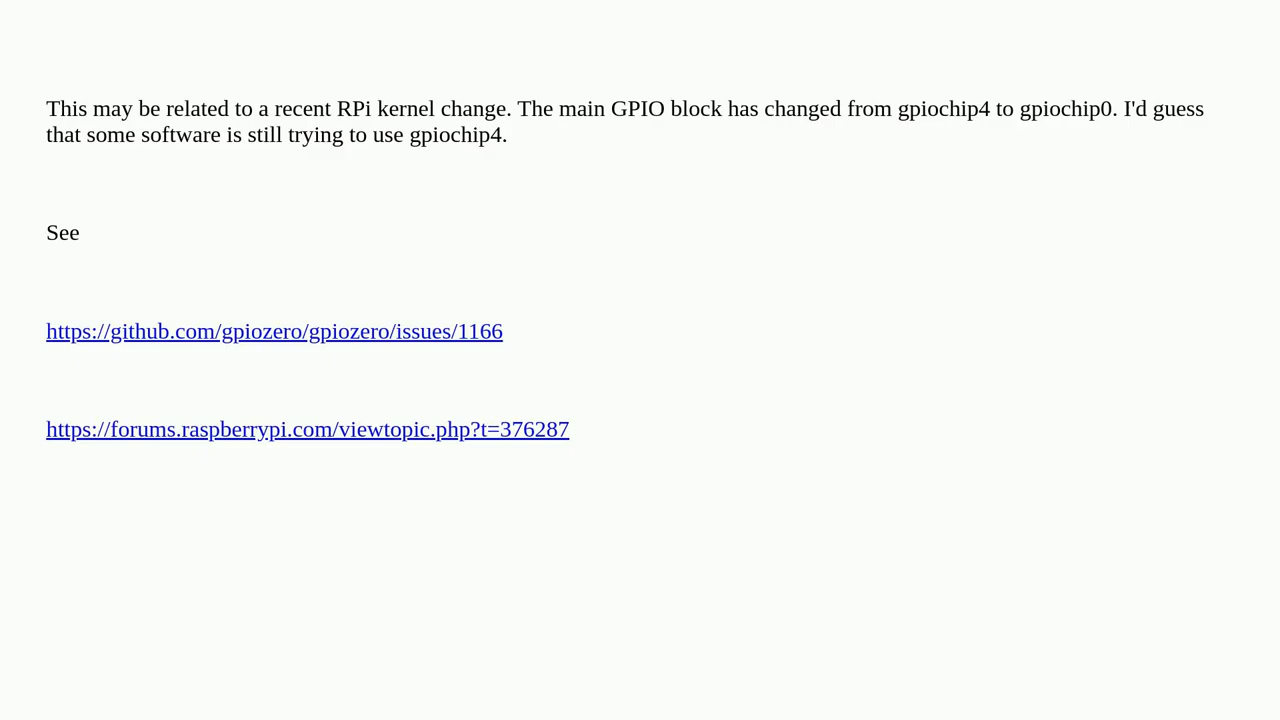 This may be related to a recent RPi kernel change. The main GPIO block has changed from gpiochip4 to gpiochip0. I'd guess
that some software is still trying to use gpiochip4.
See
https://github.com/gpiozero/gpiozero/issues/1166
https://forums.raspberrypi.com/viewtopic.php?t=376287